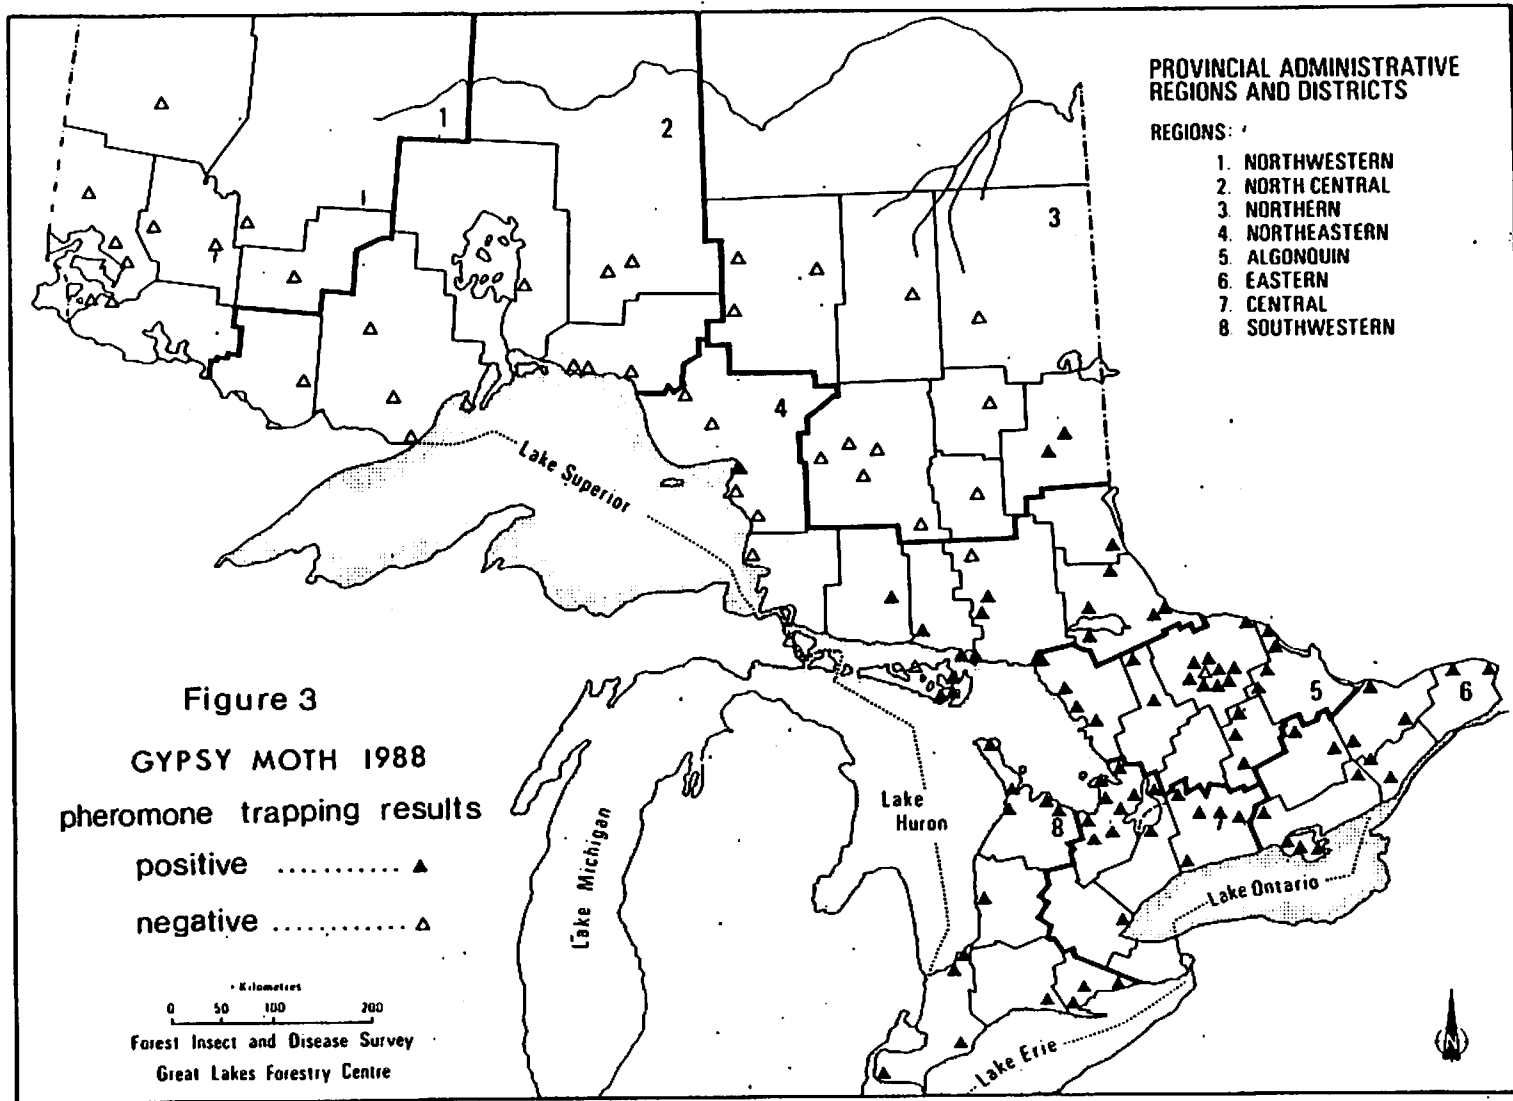 PROVINCIAL ADMINISTRATIVE
REGIONS AND DISTRICTS
REGIONS:
1. NORTHWESTERN
2. NORTH CENTRAL
3. NORTHERN
4. NORTHEASTERN
5. ALGONQUIN
6. EASTERN
7. CENTRAL
8. SOUTHWESTERN
1
2
3
4
5
6
7
8
Lake Superior
Lake Michigan
Lake
Huron
Lake Ontario
Lake Erie
Figure 3
GYPSY MOTH 1988
pheromone trapping results
positive ........... ▲
negative ............ △
Kilometres
0 50 100 200
Forest Insect and Disease Survey
Great Lakes Forestry Centre
N